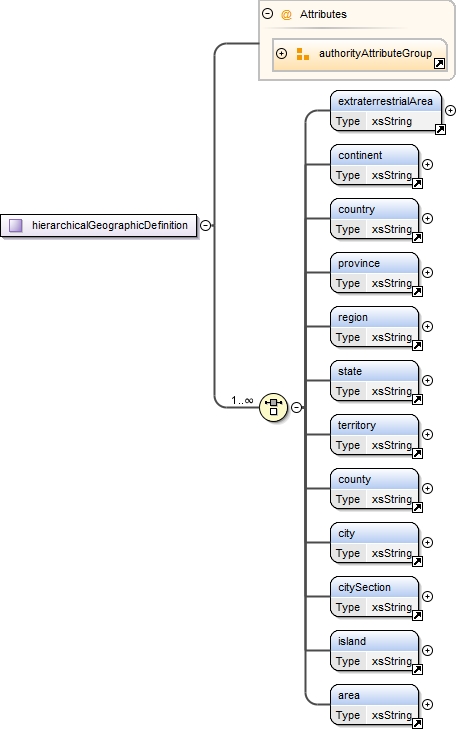 @ Attributes
authorityAttributeGroup
extraterrestrialArea
Type xsString
continent
Type xsString
country
Type xsString
hierarchicalGeographicDefinition
province
Type xsString
region
Type xsString
state
Type xsString
1..∞
territory
Type xsString
county
Type xsString
city
Type xsString
citySection
Type xsString
island
Type xsString
area
Type xsString